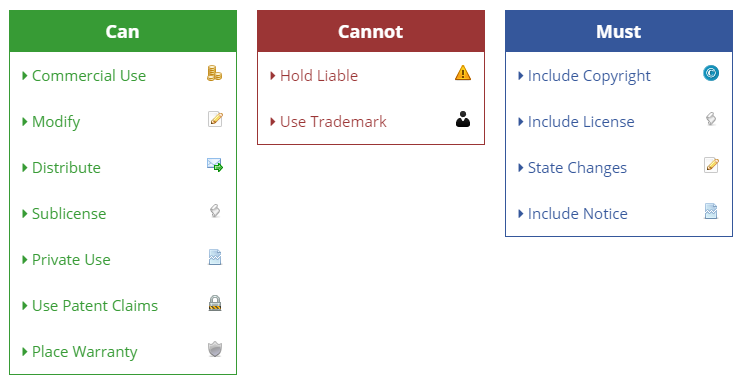 Can
Commercial Use
Modify
Distribute
Sublicense
Private Use
Use Patent Claims
Place Warranty
Cannot
Hold Liable
Use Trademark
Must
Include Copyright
Include License
State Changes
Include Notice